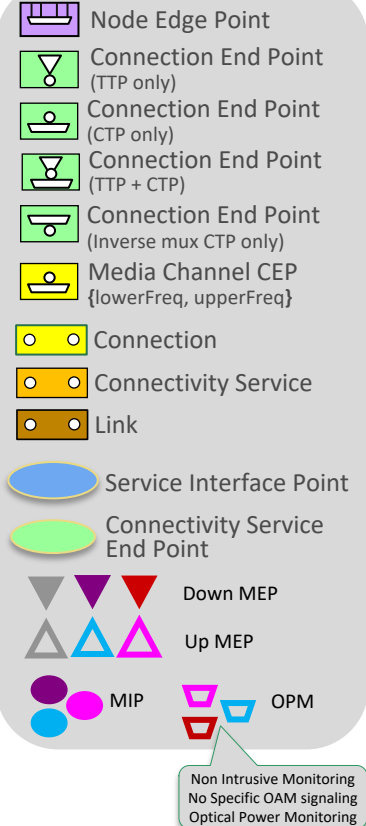 Node Edge Point
Connection End Point
(TTP only)
Connection End Point
(CTP only)
Connection End Point
(TTP + CTP)
Connection End Point
(Inverse mux CTP only)
Media Channel CEP
{lowerFreq, upperFreq}
Connection
Connectivity Service
Link
Service Interface Point
Connectivity Service
End Point
Down MEP
Up MEP
MIP
OPM
Non Intrusive Monitoring
No Specific OAM signaling
Optical Power Monitoring